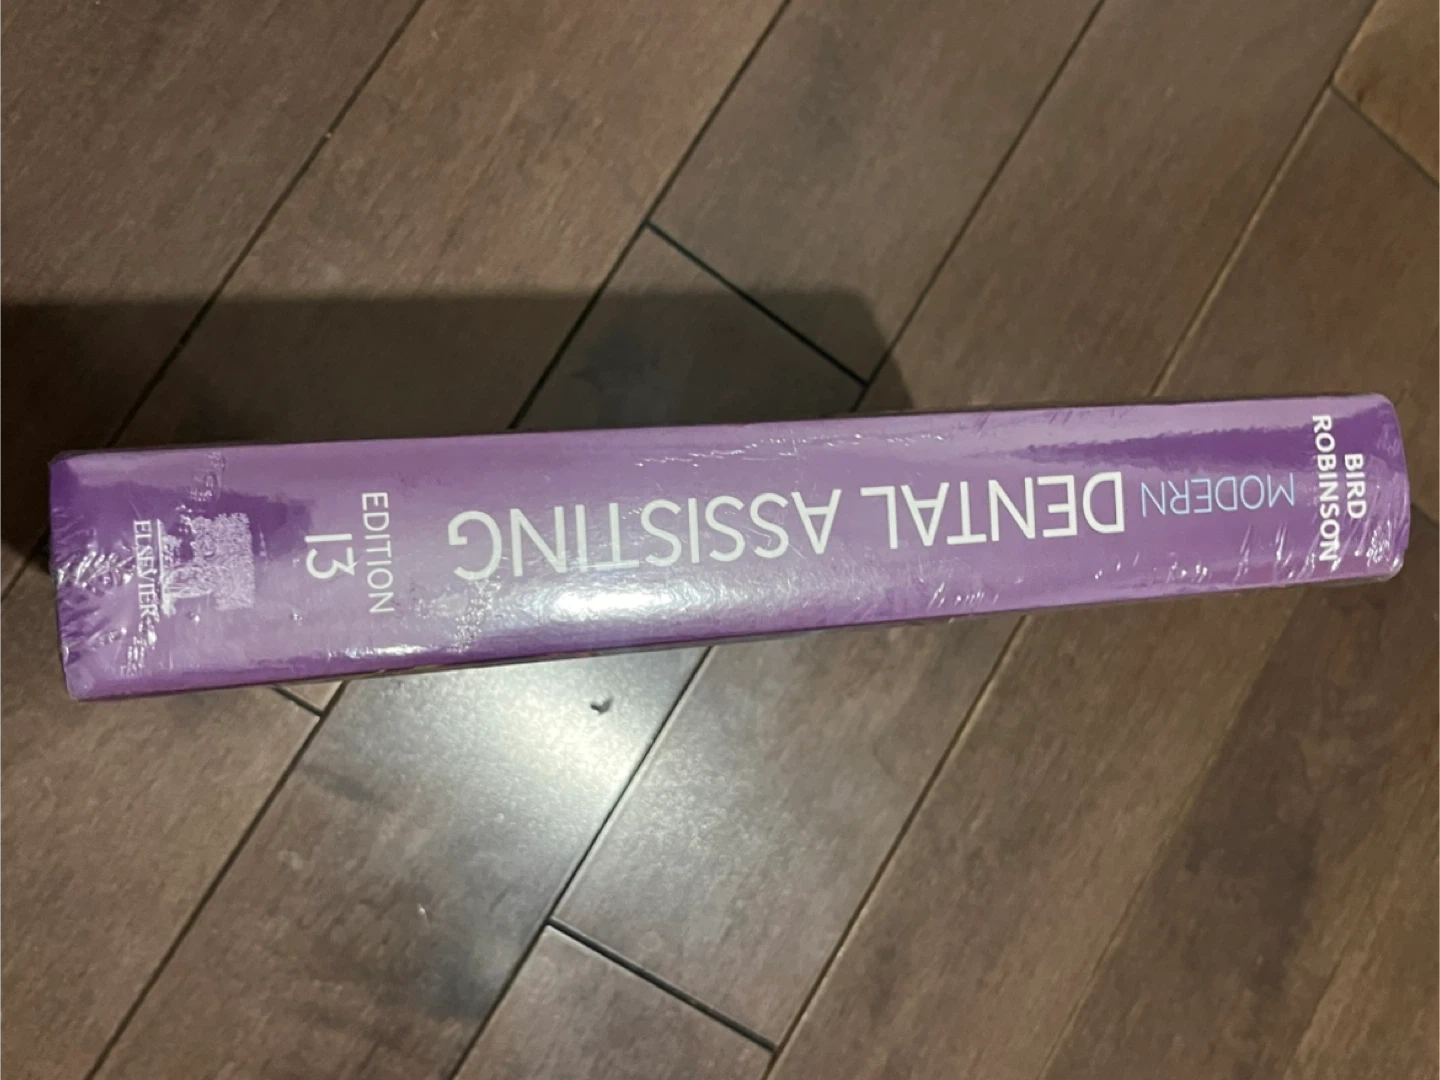 BIRD
ROBINSON
MODERN
DENTAL ASSISTING
EDITION
13
ELSEVIER